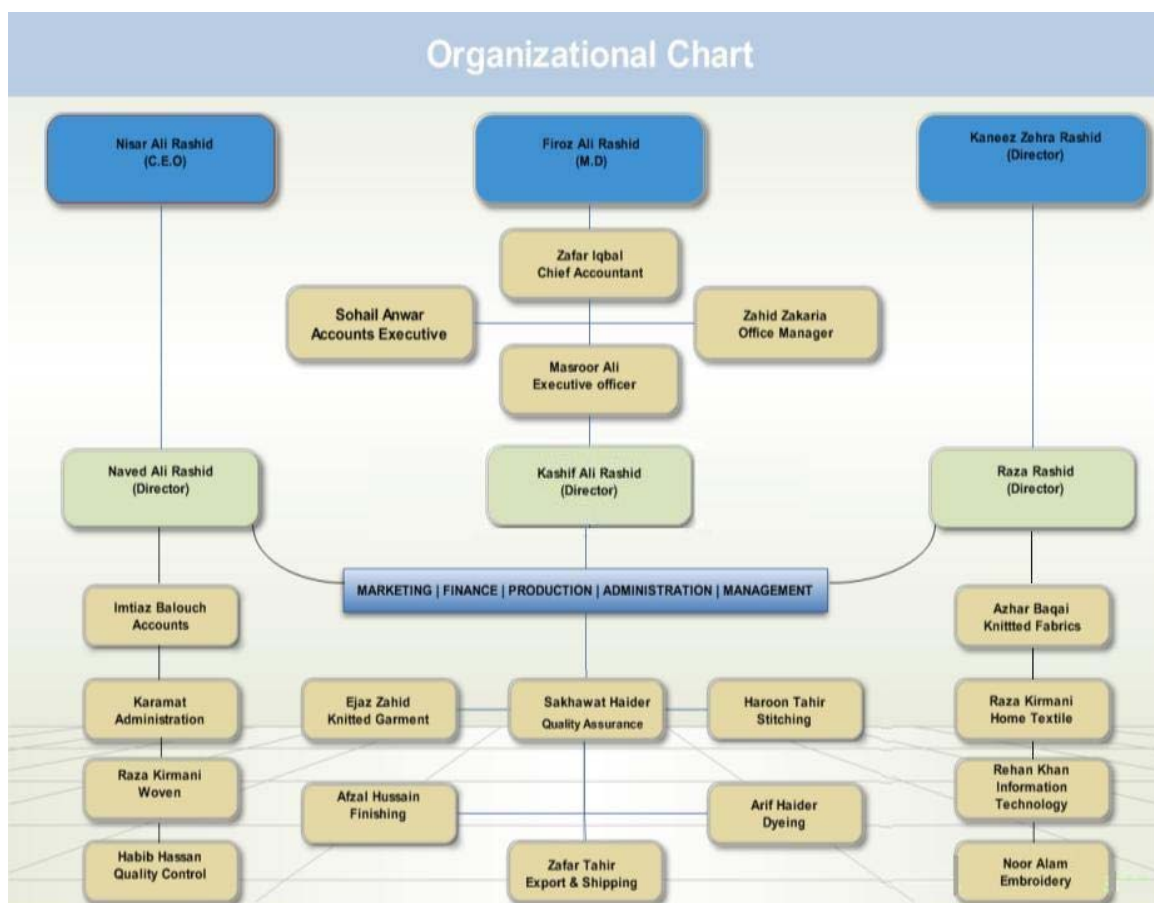 Organizational Chart
Nisar Ali Rashid
(C.E.O)
Firoz Ali Rashid
(M.D)
Kaneez Zehra Rashid
(Director)
Zafar Iqbal
Chief Accountant
Sohail Anwar
Accounts Executive
Zahid Zakaria
Office Manager
Masroor Ali
Executive officer
Naved Ali Rashid
(Director)
Kashif Ali Rashid
(Director)
Raza Rashid
(Director)
MARKETING | FINANCE | PRODUCTION | ADMINISTRATION | MANAGEMENT
Imtiaz Balouch
Accounts
Azhar Baqai
Knittted Fabrics
Karamat
Administration
Ejaz Zahid
Knitted Garment
Sakhawat Haider
Quality Assurance
Haroon Tahir
Stitching
Raza Kirmani
Home Textile
Raza Kirmani
Woven
Afzal Hussain
Finishing
Arif Haider
Dyeing
Rehan Khan
Information
Technology
Habib Hassan
Quality Control
Zafar Tahir
Export & Shipping
Noor Alam
Embroidery